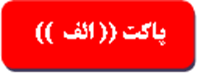 پاکت (( الف ))